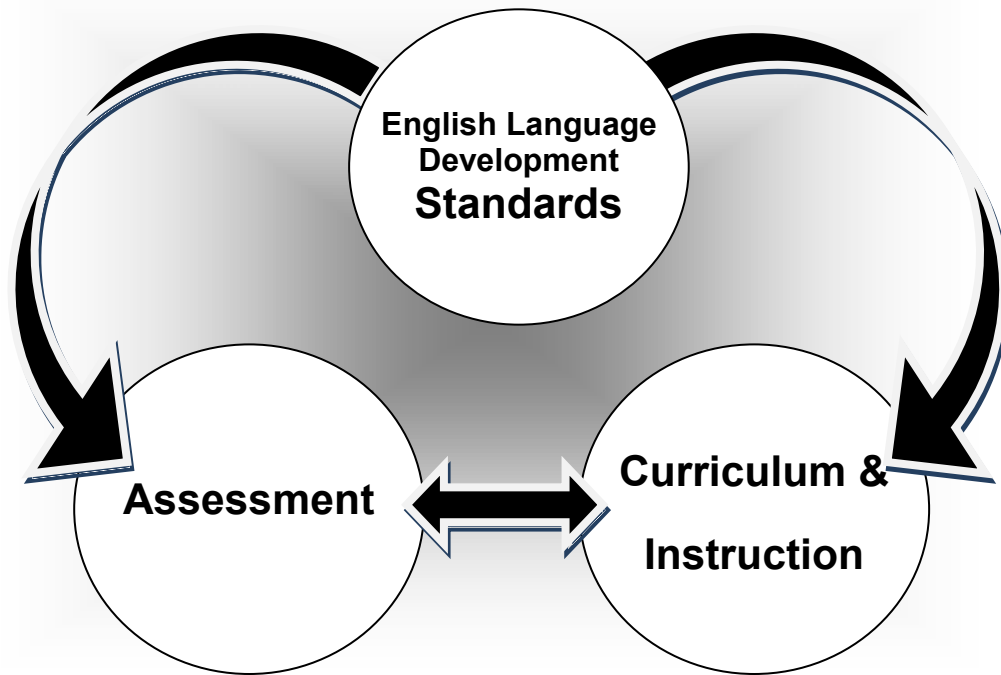 English Language
Development
Standards
Assessment
Curriculum &
Instruction